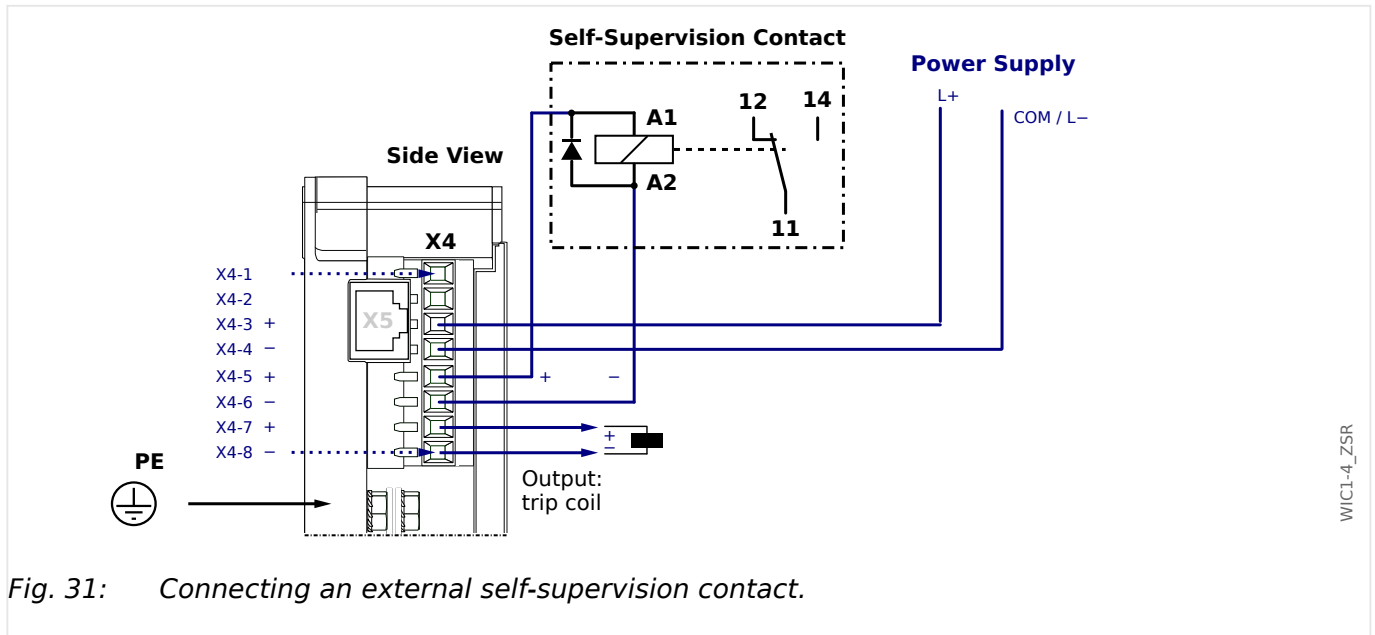 Self-Supervision Contact
Power Supply
L+
COM / L−
12
14
A1
A2
11
Side View
X4
X4-1
X4-2
X4-3 +
X4-4 −
X4-5 +
X4-6 −
X4-7 +
X4-8 −
X5
+ −
+
−
Output:
trip coil
PE
WIC1-4_ZSR
Fig. 31: Connecting an external self-supervision contact.